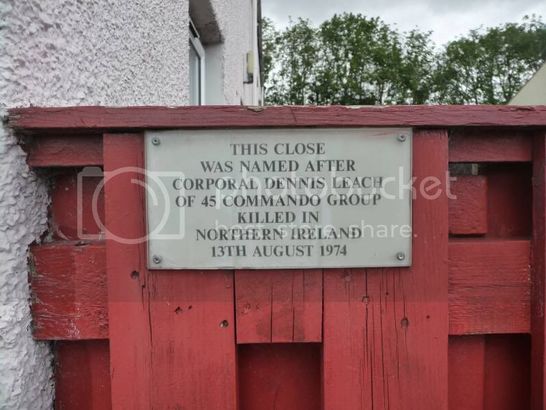 THIS CLOSE
WAS NAMED AFTER
CORPORAL DENNIS LEACH
OF 45 COMMANDO GROUP
KILLED IN
NORTHERN IRELAND
13TH AUGUST 1974
photobucket